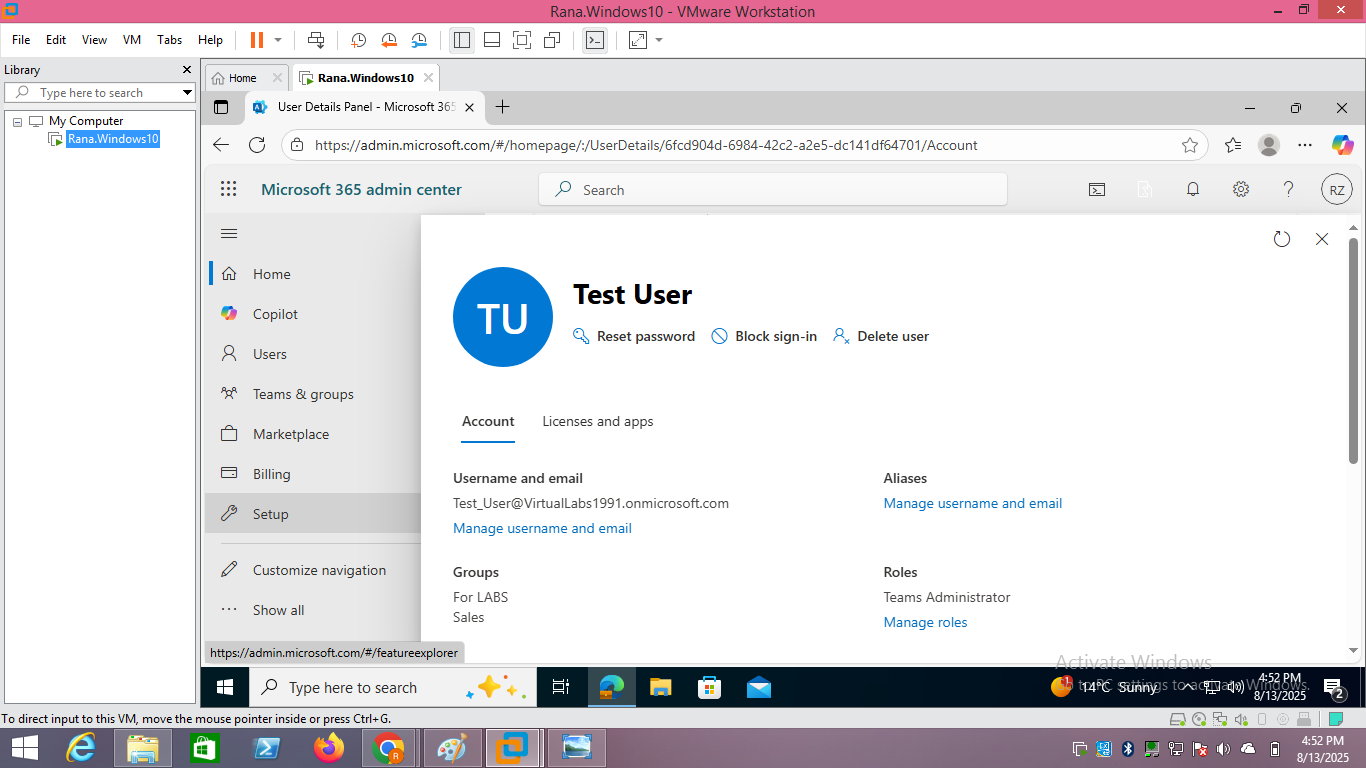 Rana.Windows10 - VMware Workstation
File Edit View VM Tabs Help
Library
Type here to search
My Computer
Rana.Windows10
Home
Rana.Windows10
User Details Panel - Microsoft 365
https://admin.microsoft.com/#/homepage/:/UserDetails/6fcd904d-6984-42c2-a2e5-dc141df64701/Account
Microsoft 365 admin center
Search
RZ
Home
Copilot
Users
Teams & groups
Marketplace
Billing
Setup
Customize navigation
Show all
https://admin.microsoft.com/#/featureexplorer
TU
Test User
Reset password Block sign-in Delete user
Account Licenses and apps
Username and email
Test_User@VirtualLabs1991.onmicrosoft.com
Manage username and email
Aliases
Manage username and email
Groups
For LABS
Sales
Roles
Teams Administrator
Manage roles
Activate Windows
to PC settings to activate Windows.
Type here to search
1
14°C Sunny
4:52 PM
8/13/2025
2
To direct input to this VM, move the mouse pointer inside or press Ctrl+G.
4:52 PM
8/13/2025